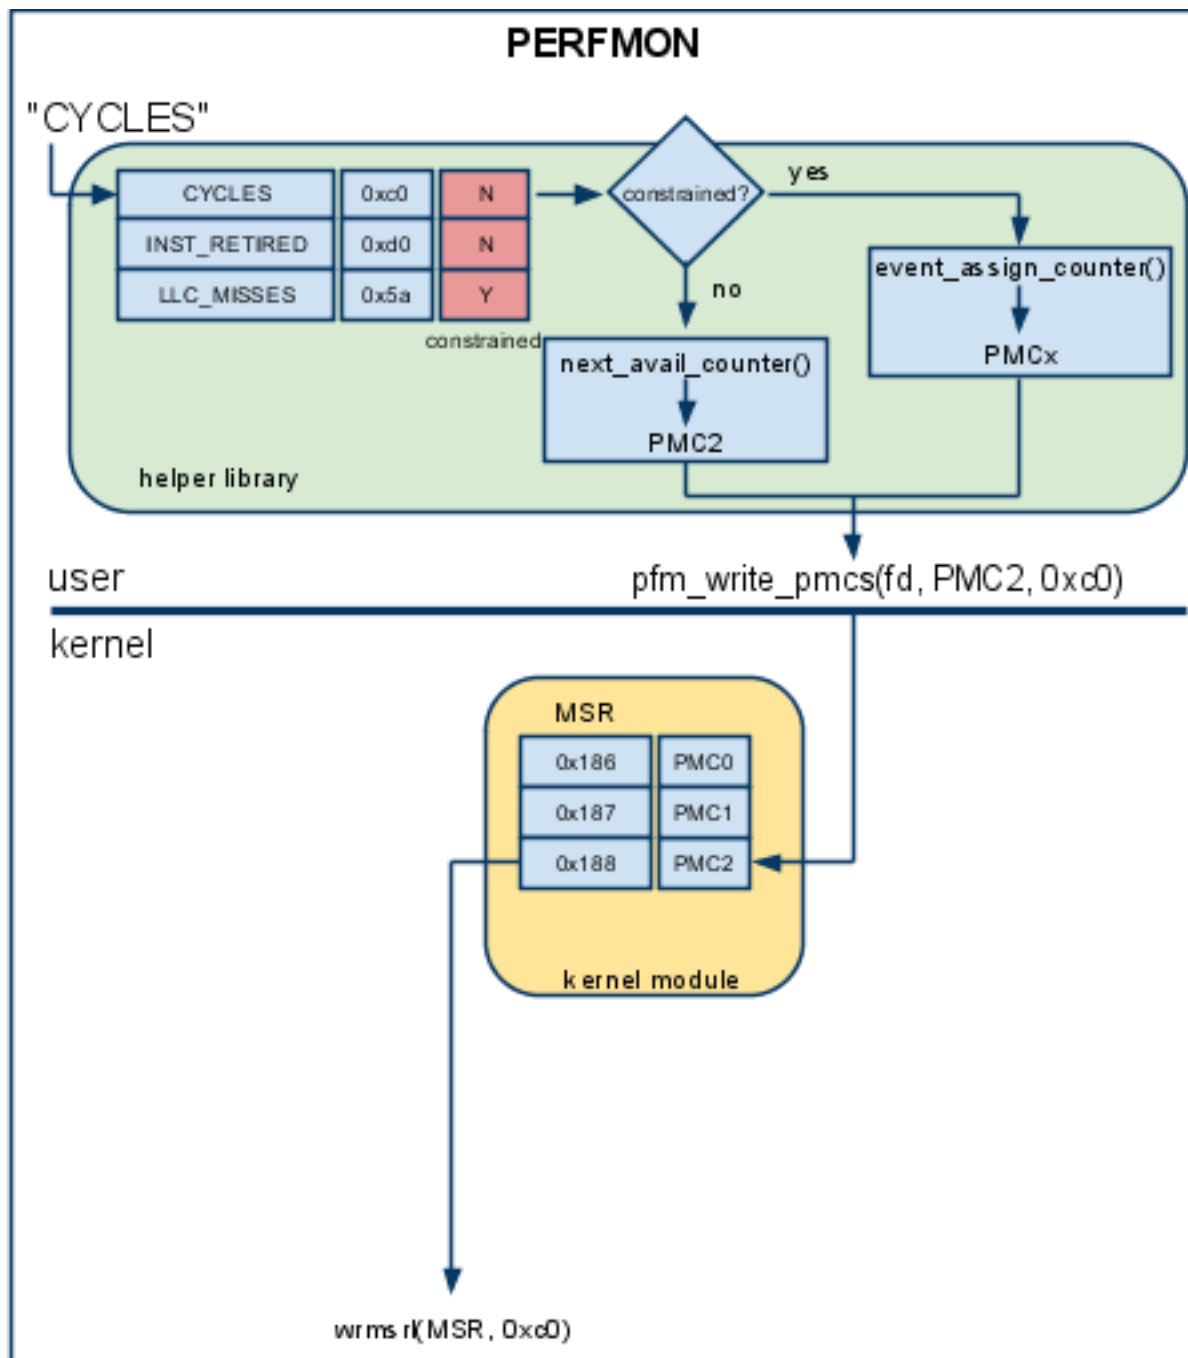 PERFMON
"CYCLES"
CYCLES 0xc0 N
INST_RETIRED 0xd0 N
LLC_MISSES 0x5a Y
constrained
constrained?
yes
no
event_assign_counter()
PMCx
next_avail_counter()
PMC2
helper library
user
pfm_write_pmcs(fd, PMC2, 0xc0)
kernel
MSR
0x186 PMC0
0x187 PMC1
0x188 PMC2
kernel module
wrmsrl(MSR, 0xc0)